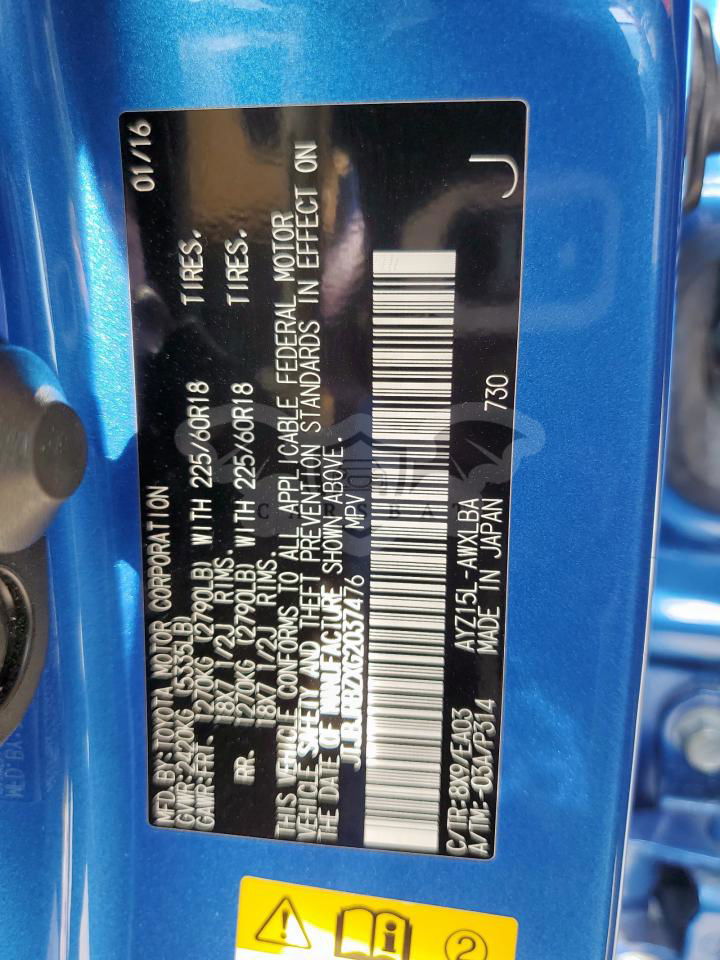 MFD.BY:TOYOTA MOTOR CORPORATION 01/16
GVWR:2420KG (5335LB)
GAWR:FRT 1270KG (2790LB) WITH 225/60R18 TIRES.
18X7 1/2J RIMS.
RR. 1270KG (2790LB) WITH 225/60R18 TIRES.
18X7 1/2J RIMS.
THIS VEHICLE CONFORMS TO ALL APPLICABLE FEDERAL MOTOR
VEHICLE SAFETY AND THEFT PREVENTION STANDARDS IN EFFECT ON
THE DATE OF MANUFACTURE SHOWN ABOVE.
JTJBJRBZXG2037476 MPV
C/TR:8X9/EA03 AYZ15L-AWXLBA
A/TM:-03A/P314 MADE IN JAPAN 730
J
CARSBAT
2